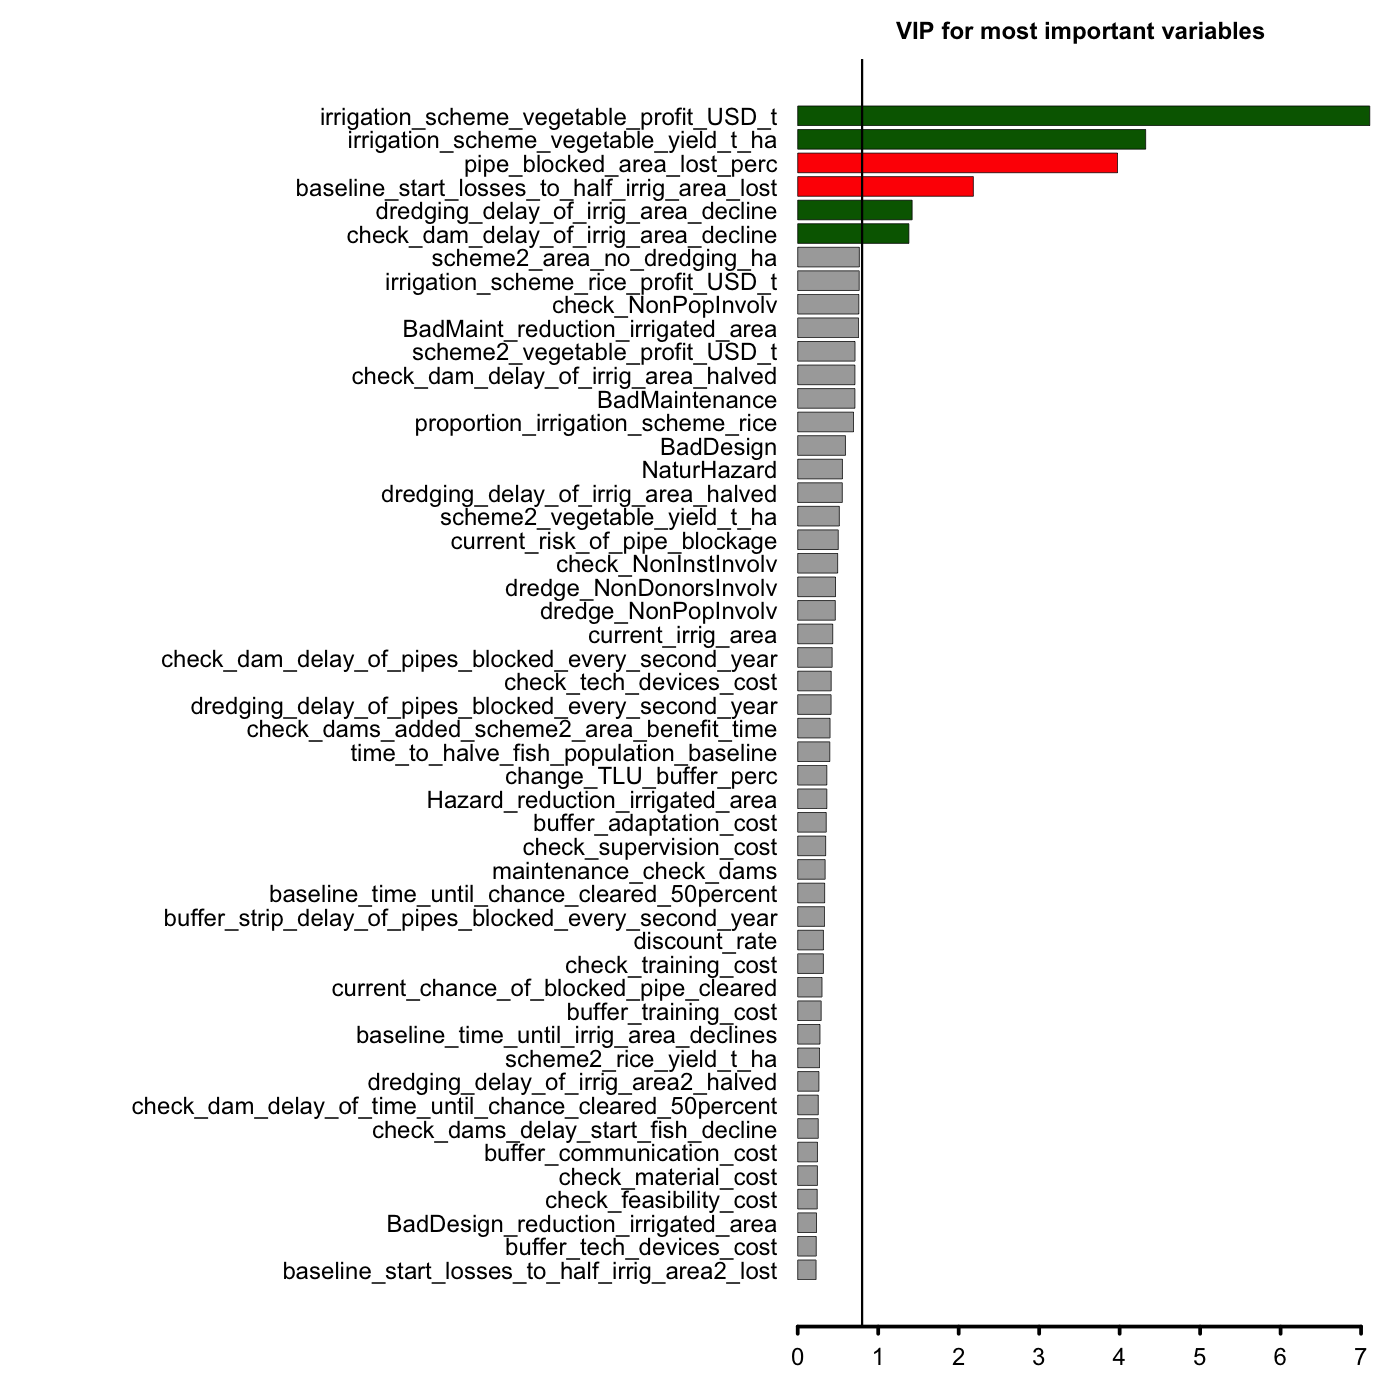 VIP for most important variables
irrigation_scheme_vegetable_profit_USD_t
irrigation_scheme_vegetable_yield_t_ha
pipe_blocked_area_lost_perc
baseline_start_losses_to_half_irrig_area_lost
dredging_delay_of_irrig_area_decline
check_dam_delay_of_irrig_area_decline
scheme2_area_no_dredging_ha
irrigation_scheme_rice_profit_USD_t
check_NonPopInvolv
BadMaint_reduction_irrigated_area
scheme2_vegetable_profit_USD_t
check_dam_delay_of_irrig_area_halved
BadMaintenance
proportion_irrigation_scheme_rice
BadDesign
NaturHazard
dredging_delay_of_irrig_area_halved
scheme2_vegetable_yield_t_ha
current_risk_of_pipe_blockage
check_NonInstInvolv
dredge_NonDonorsInvolv
dredge_NonPopInvolv
current_irrig_area
check_dam_delay_of_pipes_blocked_every_second_year
check_tech_devices_cost
dredging_delay_of_pipes_blocked_every_second_year
check_dams_added_scheme2_area_benefit_time
time_to_halve_fish_population_baseline
change_TLU_buffer_perc
Hazard_reduction_irrigated_area
buffer_adaptation_cost
check_supervision_cost
maintenance_check_dams
baseline_time_until_chance_cleared_50percent
buffer_strip_delay_of_pipes_blocked_every_second_year
discount_rate
check_training_cost
current_chance_of_blocked_pipe_cleared
buffer_training_cost
baseline_time_until_irrig_area_declines
scheme2_rice_yield_t_ha
dredging_delay_of_irrig_area2_halved
check_dam_delay_of_time_until_chance_cleared_50percent
check_dams_delay_start_fish_decline
buffer_communication_cost
check_material_cost
check_feasibility_cost
BadDesign_reduction_irrigated_area
buffer_tech_devices_cost
baseline_start_losses_to_half_irrig_area2_lost
0 1 2 3 4 5 6 7